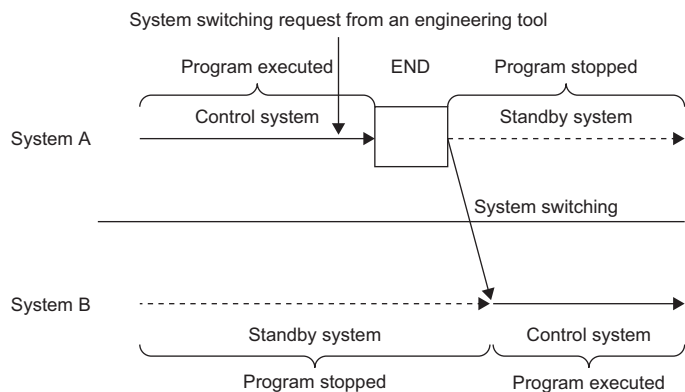 System switching request from an engineering tool
Program executed
END
Program stopped
Control system
Standby system
System A
System switching
System B
Standby system
Control system
Program stopped
Program executed